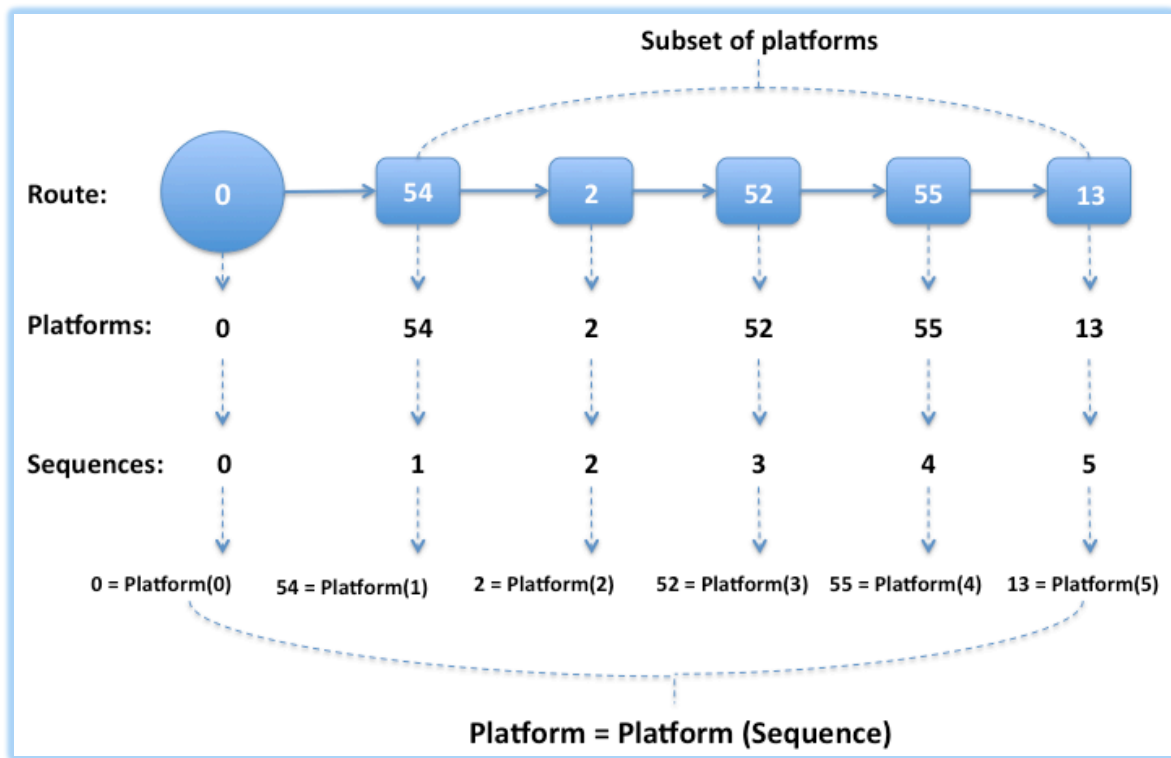 Subset of platforms
Route: 0 54 2 52 55 13
Platforms: 0 54 2 52 55 13
Sequences: 0 1 2 3 4 5
0 = Platform(0) 54 = Platform(1) 2 = Platform(2) 52 = Platform(3) 55 = Platform(4) 13 = Platform(5)
Platform = Platform (Sequence)